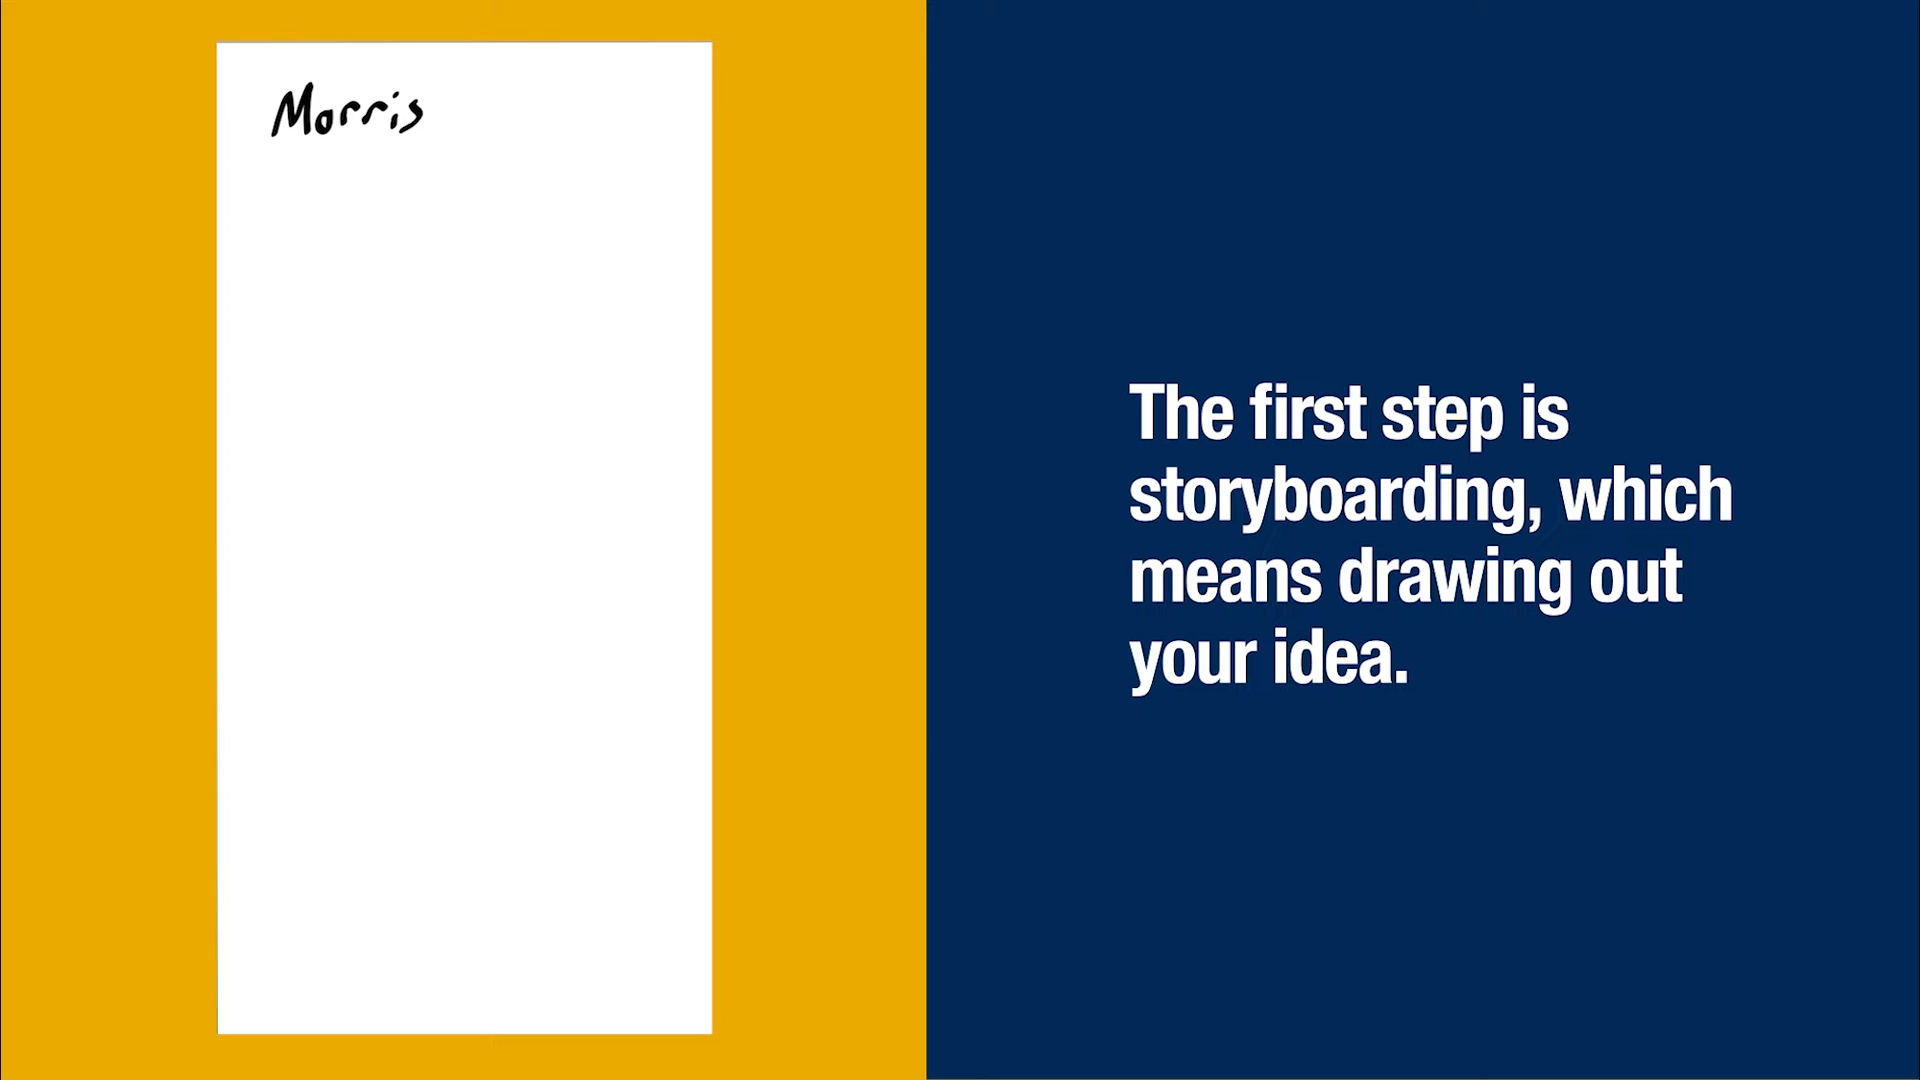 Morris
The first step is
storyboarding, which
means drawing out
your idea.